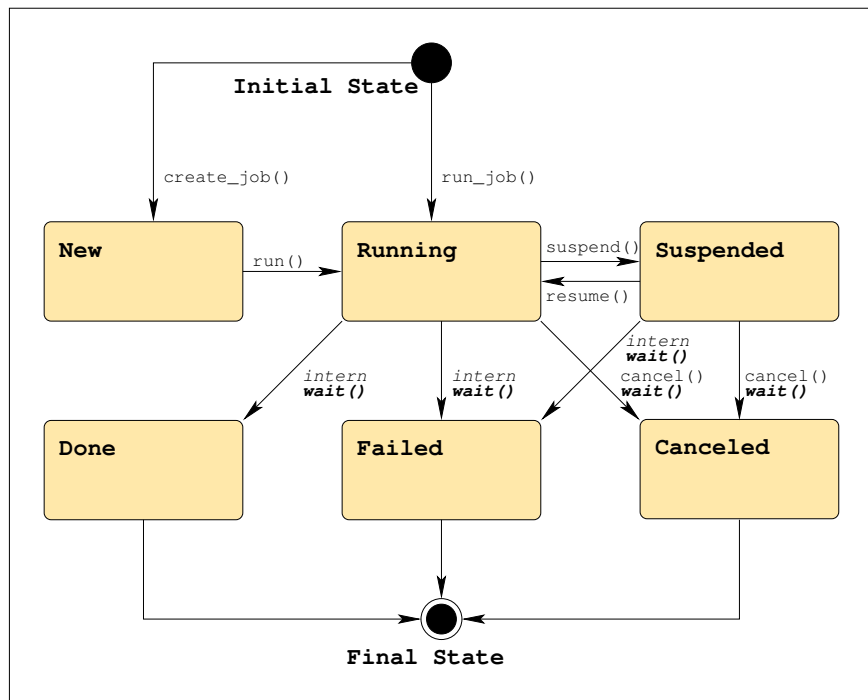 Initial State
create_job()
run_job()
New
run()
Running
suspend()
resume()
Suspended
intern
wait()
intern
wait()
intern
wait()
cancel()
wait()
cancel()
wait()
Done
Failed
Canceled
Final State